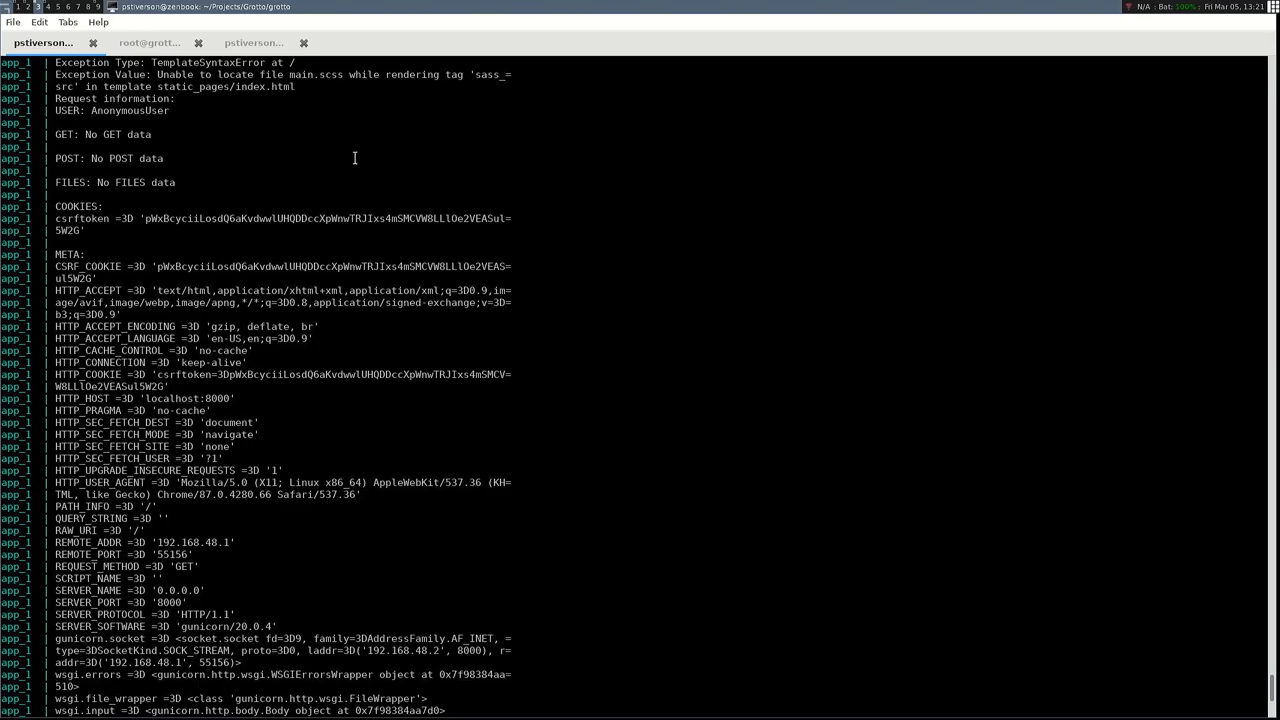 1 2 3 4 5 6 7 8 9 pstiverson@zenbook: ~/Projects/Grotto/grotto N/A : Bat: 100% : Fri Mar 05, 13:21
File Edit Tabs Help
pstiverson... root@grott... pstiverson...
app_1 | Exception Type: TemplateSyntaxError at /
app_1 | Exception Value: Unable to locate file main.scss while rendering tag 'sass_=
app_1 | src' in template static_pages/index.html
app_1 | Request information:
app_1 | USER: AnonymousUser
app_1 |
app_1 | GET: No GET data
app_1 |
app_1 | POST: No POST data
app_1 |
app_1 | FILES: No FILES data
app_1 |
app_1 | COOKIES:
app_1 | csrftoken =3D 'pWxBcyciiLosdQ6aKvdwwlUHQDDccXpWnwTRJIxs4mSMCVW8LLlOe2VEASul=
app_1 | 5W2G'
app_1 |
app_1 | META:
app_1 | CSRF_COOKIE =3D 'pWxBcyciiLosdQ6aKvdwwlUHQDDccXpWnwTRJIxs4mSMCVW8LLlOe2VEAS=
app_1 | ul5W2G'
app_1 | HTTP_ACCEPT =3D 'text/html,application/xhtml+xml,application/xml;q=3D0.9,im=
app_1 | age/avif,image/webp,image/apng,*/*;q=3D0.8,application/signed-exchange;v=3D=
app_1 | b3;q=3D0.9'
app_1 | HTTP_ACCEPT_ENCODING =3D 'gzip, deflate, br'
app_1 | HTTP_ACCEPT_LANGUAGE =3D 'en-US,en;q=3D0.9'
app_1 | HTTP_CACHE_CONTROL =3D 'no-cache'
app_1 | HTTP_CONNECTION =3D 'keep-alive'
app_1 | HTTP_COOKIE =3D 'csrftoken=3DpWxBcyciiLosdQ6aKvdwwlUHQDDccXpWnwTRJIxs4mSMCV=
app_1 | W8LLlOe2VEASul5W2G'
app_1 | HTTP_HOST =3D 'localhost:8000'
app_1 | HTTP_PRAGMA =3D 'no-cache'
app_1 | HTTP_SEC_FETCH_DEST =3D 'document'
app_1 | HTTP_SEC_FETCH_MODE =3D 'navigate'
app_1 | HTTP_SEC_FETCH_SITE =3D 'none'
app_1 | HTTP_SEC_FETCH_USER =3D '?1'
app_1 | HTTP_UPGRADE_INSECURE_REQUESTS =3D '1'
app_1 | HTTP_USER_AGENT =3D 'Mozilla/5.0 (X11; Linux x86_64) AppleWebKit/537.36 (KH=
app_1 | TML, like Gecko) Chrome/87.0.4280.66 Safari/537.36'
app_1 | PATH_INFO =3D '/'
app_1 | QUERY_STRING =3D ''
app_1 | RAW_URI =3D '/'
app_1 | REMOTE_ADDR =3D '192.168.48.1'
app_1 | REMOTE_PORT =3D '55156'
app_1 | REQUEST_METHOD =3D 'GET'
app_1 | SCRIPT_NAME =3D ''
app_1 | SERVER_NAME =3D '0.0.0.0'
app_1 | SERVER_PORT =3D '8000'
app_1 | SERVER_PROTOCOL =3D 'HTTP/1.1'
app_1 | SERVER_SOFTWARE =3D 'gunicorn/20.0.4'
app_1 | gunicorn.socket =3D <socket.socket fd=3D9, family=3DAddressFamily.AF_INET, =
app_1 | type=3DSocketKind.SOCK_STREAM, proto=3D0, laddr=3D('192.168.48.2', 8000), r=
app_1 | addr=3D('192.168.48.1', 55156)>
app_1 | wsgi.errors =3D <gunicorn.http.wsgi.WSGIErrorsWrapper object at 0x7f98384aa=
app_1 | 510>
app_1 | wsgi.file_wrapper =3D <class 'gunicorn.http.wsgi.FileWrapper'>
app_1 | wsgi.input =3D <gunicorn.http.body.Body object at 0x7f98384aa7d0>